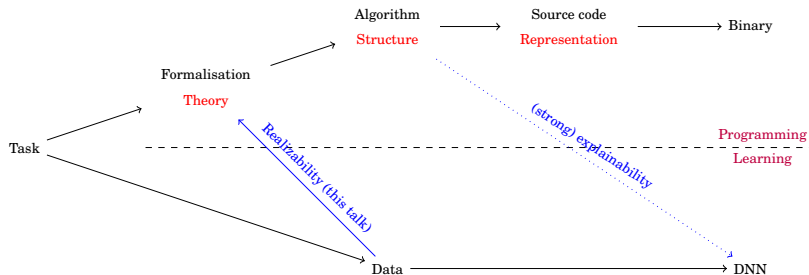 Algorithm
Structure
Source code
Representation
Binary
Formalisation
Theory
Task
Realizability (this talk)
(strong) explainability
Programming
Learning
Data
DNN